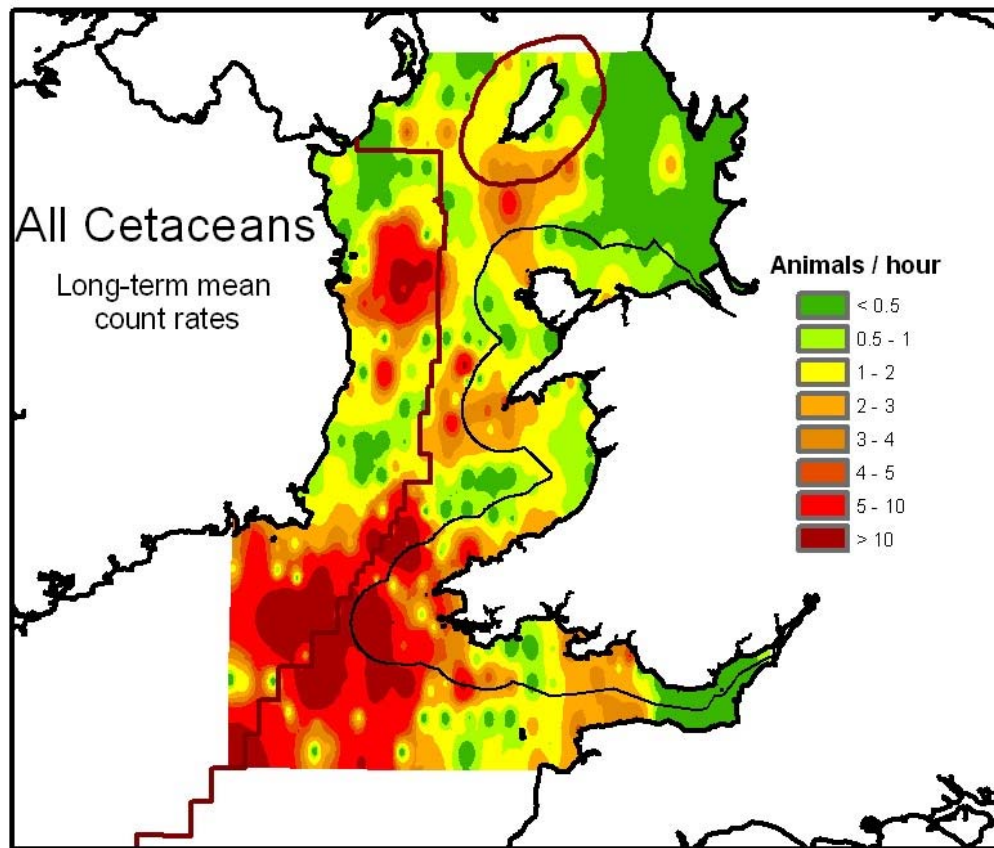 All Cetaceans
Long-term mean
count rates
Animals / hour
< 0.5
0.5 - 1
1 - 2
2 - 3
3 - 4
4 - 5
5 - 10
> 10